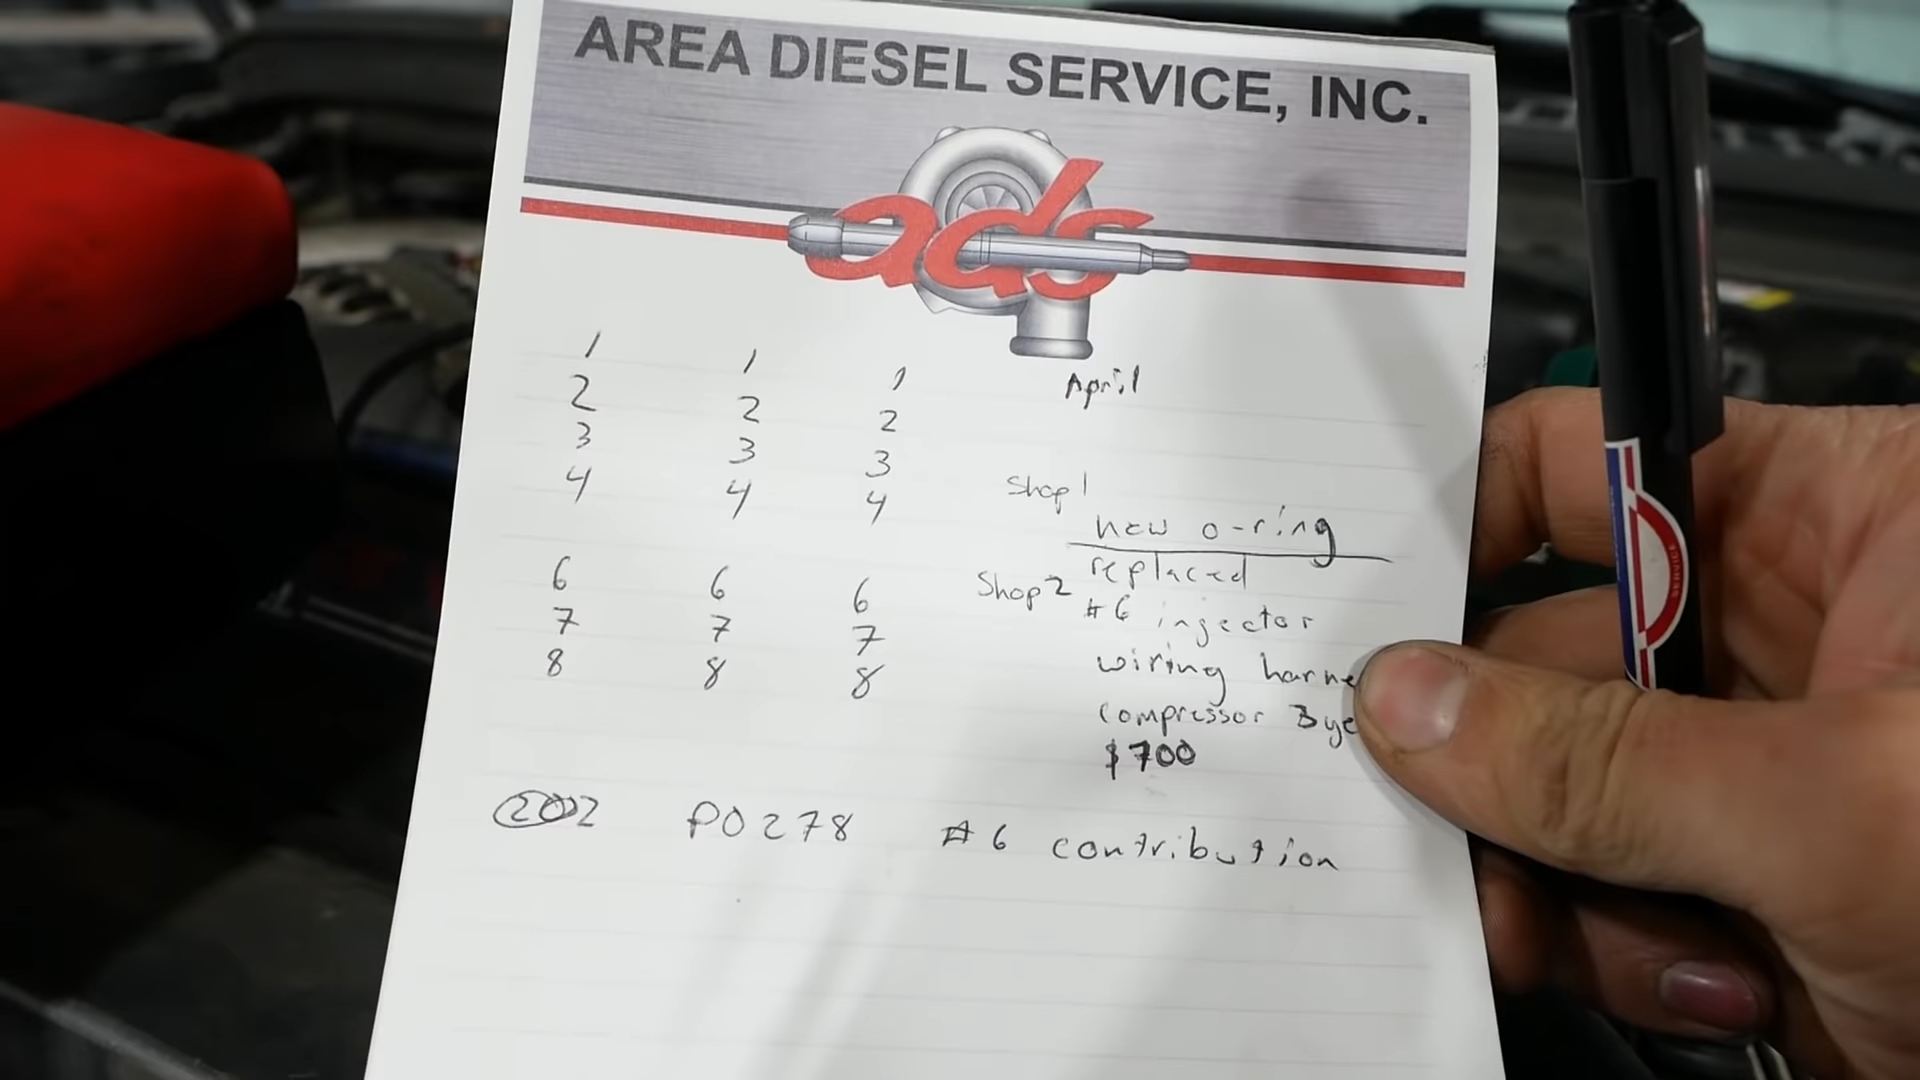 AREA DIESEL SERVICE, INC.
ads
April
1 1 1
2 2 2
3 3 3
4 4 4
6 6 6
7 7 7
8 8 8
Shop 1
new o-ring
Shop 2
replaced
#6 injector
wiring harne
compressor Bye
$700
2002 P0278 #6 contribution
SERVICE